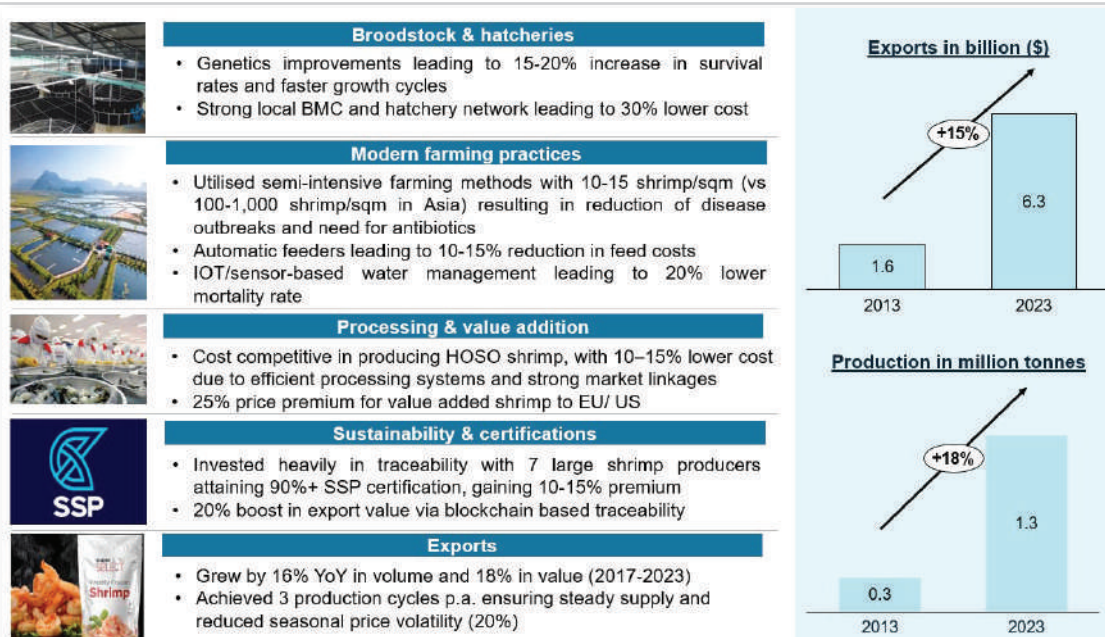 Broodstock & hatcheries
• Genetics improvements leading to 15-20% increase in survival
rates and faster growth cycles
• Strong local BMC and hatchery network leading to 30% lower cost
Modern farming practices
• Utilised semi-intensive farming methods with 10-15 shrimp/sqm (vs
100-1,000 shrimp/sqm in Asia) resulting in reduction of disease
outbreaks and need for antibiotics
• Automatic feeders leading to 10-15% reduction in feed costs
• IOT/sensor-based water management leading to 20% lower
mortality rate
Processing & value addition
• Cost competitive in producing HOSO shrimp, with 10–15% lower cost
due to efficient processing systems and strong market linkages
• 25% price premium for value added shrimp to EU/ US
SSP
Sustainability & certifications
• Invested heavily in traceability with 7 large shrimp producers
attaining 90%+ SSP certification, gaining 10-15% premium
• 20% boost in export value via blockchain based traceability
SELECT
Shrimp
Exports
• Grew by 16% YoY in volume and 18% in value (2017-2023)
• Achieved 3 production cycles p.a. ensuring steady supply and
reduced seasonal price volatility (20%)
Exports in billion ($)
+15%
6.3
1.6
2013 2023
Production in million tonnes
+18%
1.3
0.3
2013 2023